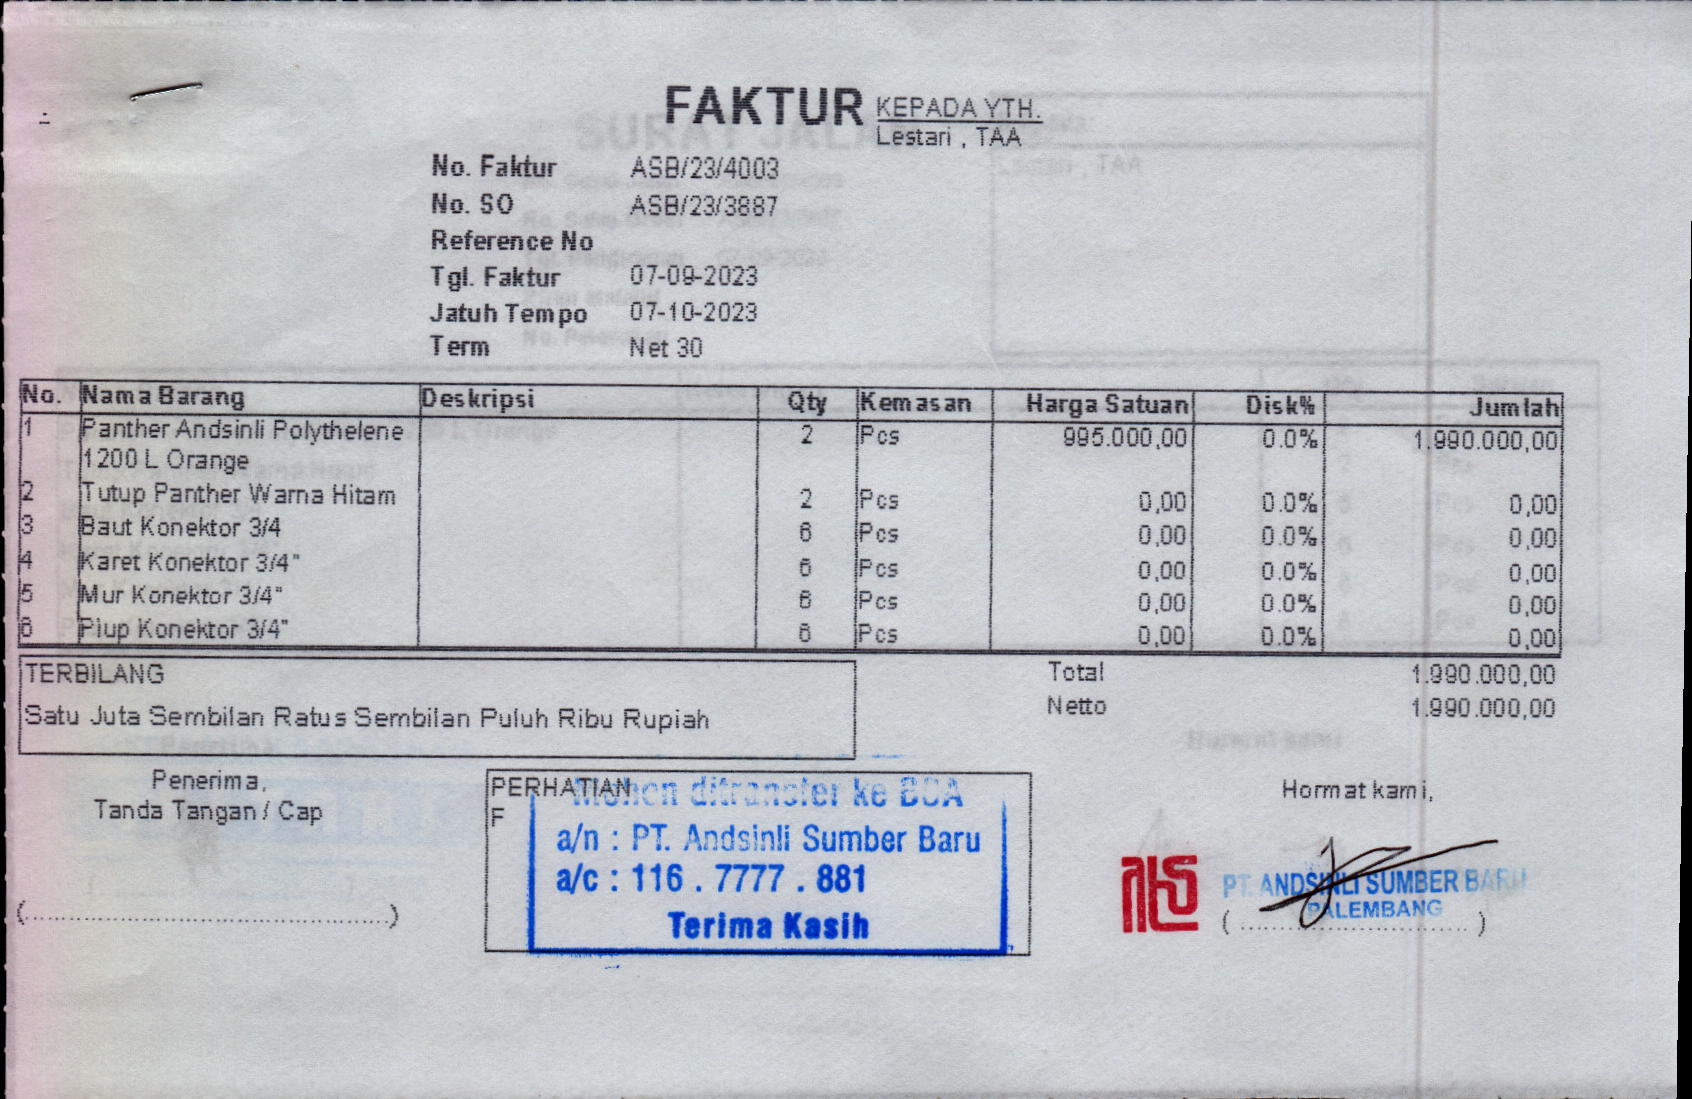 FAKTUR
KEPADA YTH.
Lestari , TAA
No. Faktur ASB/23/4003
No. SO ASB/23/3887
Reference No
Tgl. Faktur 07-09-2023
Jatuh Tempo 07-10-2023
Term Net 30
No. Nama Barang Deskripsi Qty Kemasan Harga Satuan Disk% Jumlah
1 Panther Andsinli Polythelene 2 Pcs 995.000,00 0.0% 1.990.000,00
1200 L Orange
2 Tutup Panther Warna Hitam 2 Pcs 0,00 0.0% 0,00
3 Baut Konektor 3/4 6 Pcs 0,00 0.0% 0,00
4 Karet Konektor 3/4" 6 Pcs 0,00 0.0% 0,00
5 Mur Konektor 3/4" 6 Pcs 0,00 0.0% 0,00
6 Plup Konektor 3/4" 6 Pcs 0,00 0.0% 0,00
TERBILANG
Satu Juta Sembilan Ratus Sembilan Puluh Ribu Rupiah
Total 1.990.000,00
Netto 1.990.000,00
Penerima,
Tanda Tangan / Cap
(........................................)
PERHATIAN
F
Mohon ditransfer ke BCA
a/n : PT. Andsinli Sumber Baru
a/c : 116 . 7777 . 881
Terima Kasih
Hormat kami,
PT. ANDSINLI SUMBER BARU
PALEMBANG
(..............................)